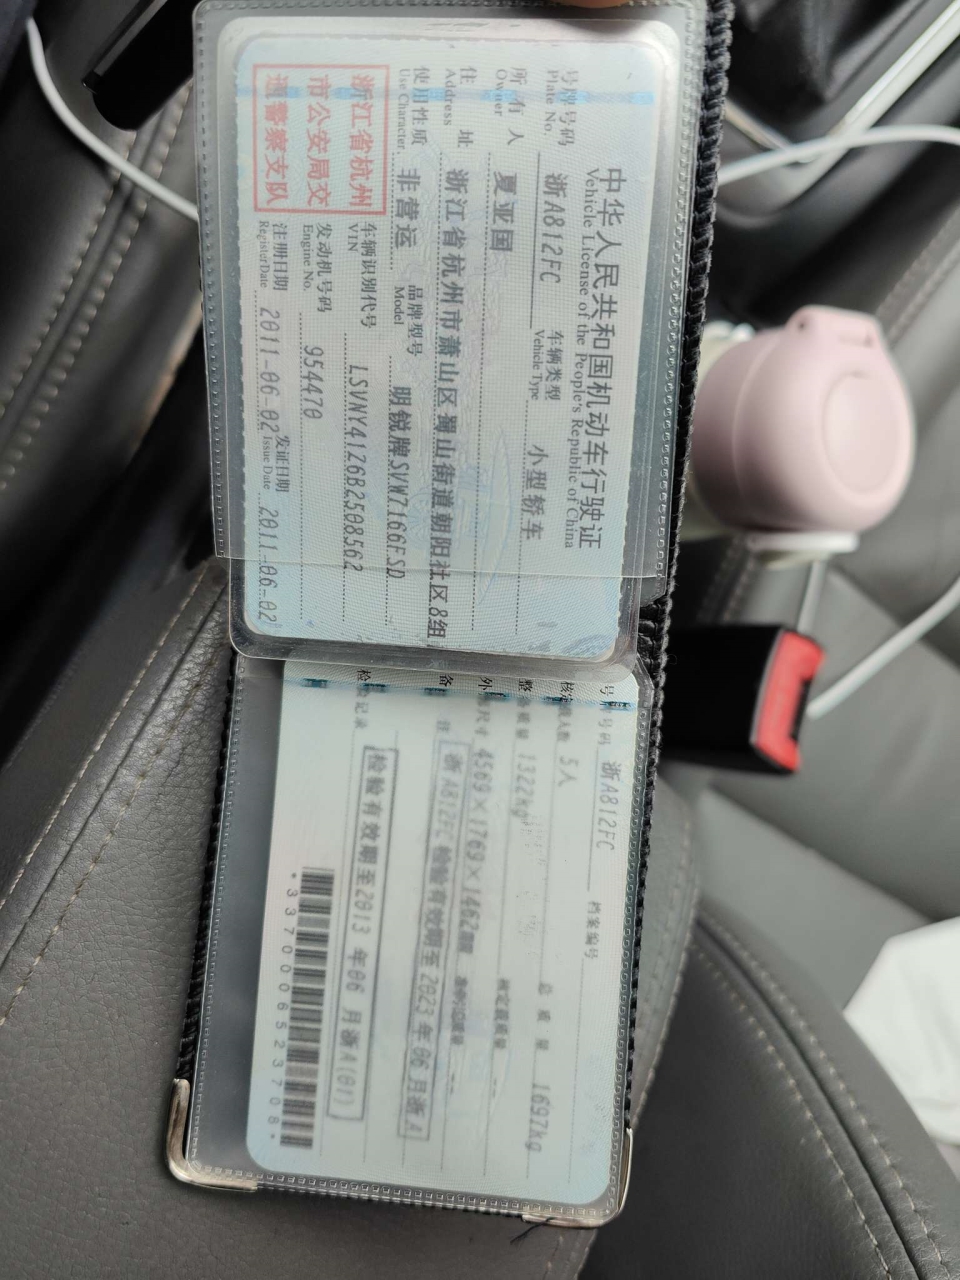 中华人民共和国机动车行驶证
Vehicle License of the People's Republic of China
号牌号码 浙A812FC 车辆类型 小型轿车
Plate No. Vehicle Type
所有人 夏亚国
Owner
住址 浙江省杭州市萧山区蜀山街道朝阳社区8组
Address
使用性质 非营运 品牌型号 明锐牌SVW7166FSD
Use Character Model
浙江省杭州
市公安局交
通警察支队
车辆识别代号 LSVNY4126B2508562
VIN
发动机号码 954470
Engine No.
注册日期 2011-06-02 发证日期 2011-06-02
Register Date Issue Date
号牌号码 浙A812FC 档案编号
核定载人数 5人 总质量 1697kg
整备质量 1322kg 核定载质量
外廓尺寸 4569×1769×1462mm
备注 浙A812FC 检验有效期至2023年06月浙A
检验记录
检验有效期至2013年06月浙A(01)
*3370006523708*